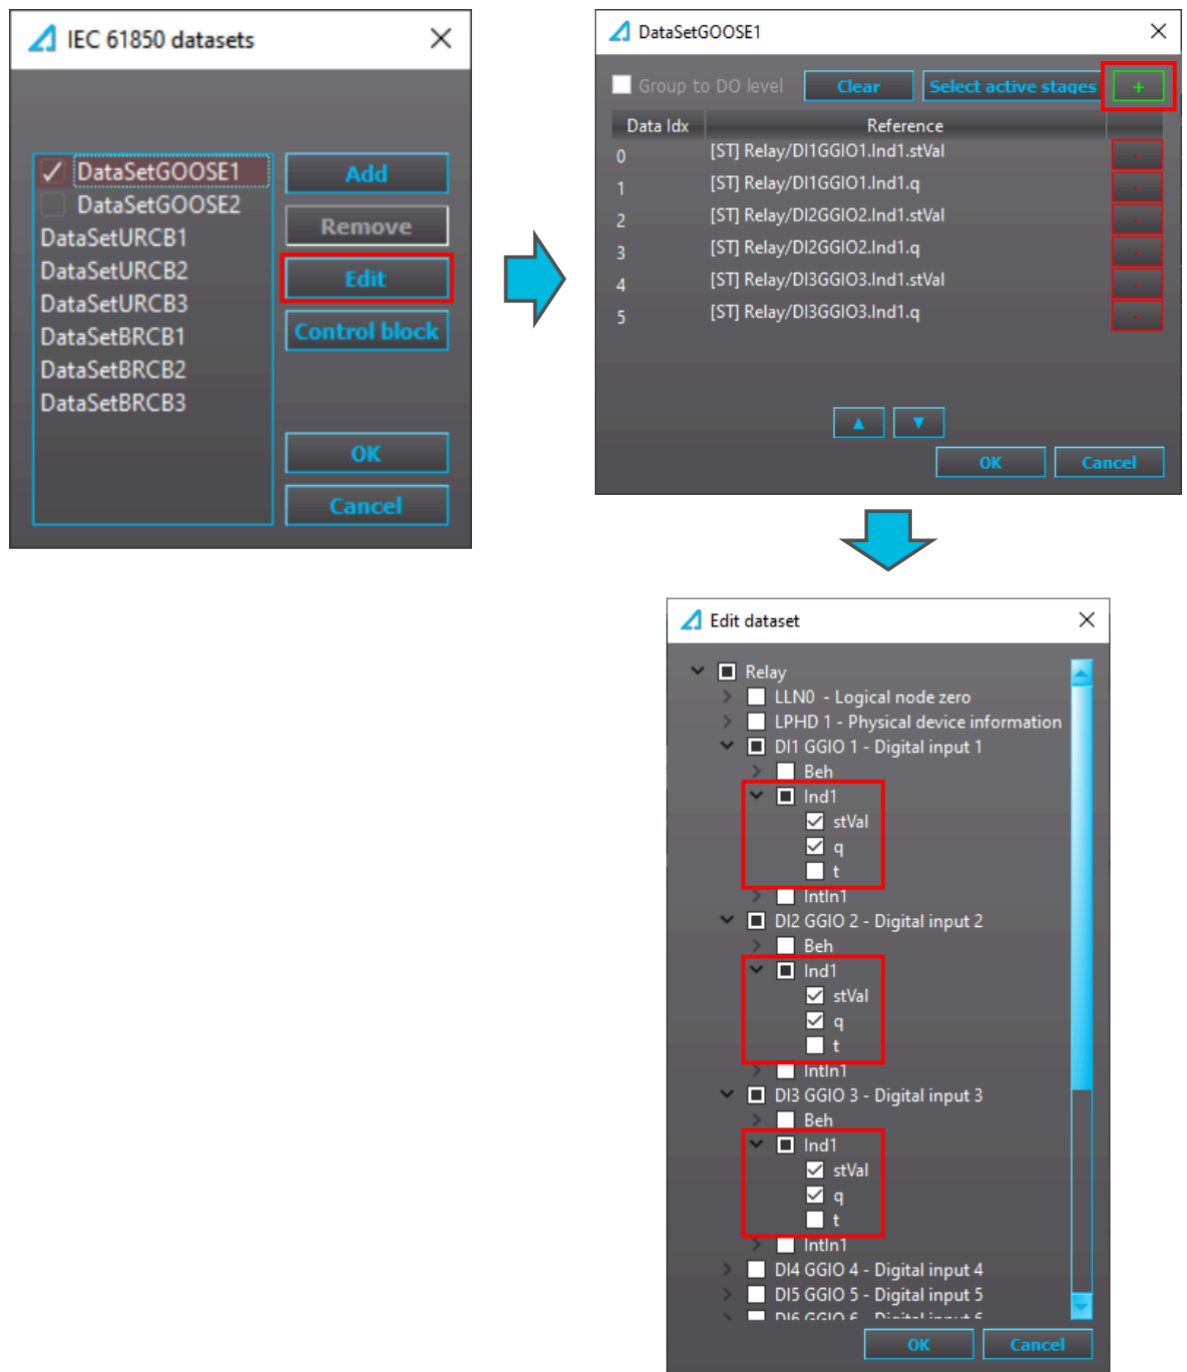 IEC 61850 datasets
DataSetGOOSE1
DataSetGOOSE2
DataSetURCB1
DataSetURCB2
DataSetURCB3
DataSetBRCB1
DataSetBRCB2
DataSetBRCB3
Add
Remove
Edit
Control block
OK
Cancel
DataSetGOOSE1
Group to DO level Clear Select active stages +
Data Idx Reference
0 [ST] Relay/DI1GGIO1.Ind1.stVal -
1 [ST] Relay/DI1GGIO1.Ind1.q -
2 [ST] Relay/DI2GGIO2.Ind1.stVal -
3 [ST] Relay/DI2GGIO2.Ind1.q -
4 [ST] Relay/DI3GGIO3.Ind1.stVal -
5 [ST] Relay/DI3GGIO3.Ind1.q -
OK Cancel
Edit dataset
Relay
LLN0 - Logical node zero
LPHD 1 - Physical device information
DI1 GGIO 1 - Digital input 1
Beh
Ind1
stVal
q
t
IntIn1
DI2 GGIO 2 - Digital input 2
Beh
Ind1
stVal
q
t
IntIn1
DI3 GGIO 3 - Digital input 3
Beh
Ind1
stVal
q
t
IntIn1
DI4 GGIO 4 - Digital input 4
DI5 GGIO 5 - Digital input 5
DI6 GGIO 6 - Digital input 6
OK Cancel